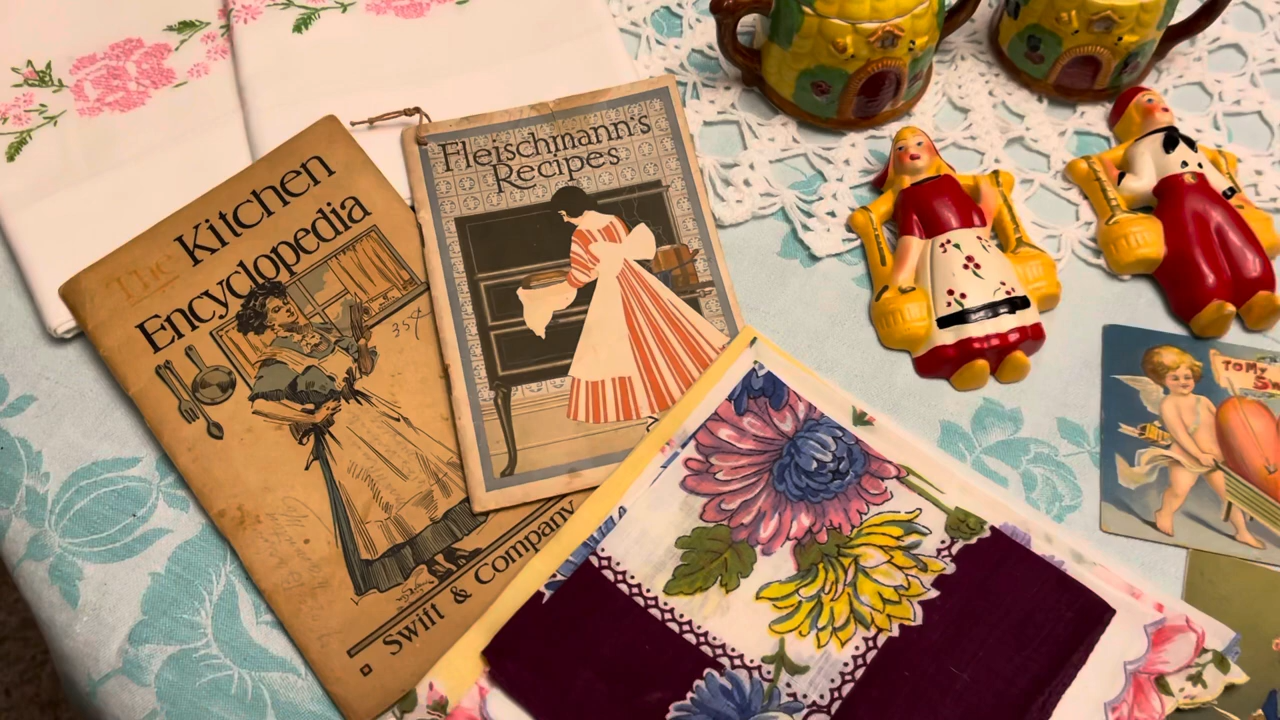 The Kitchen
Encyclopedia
35¢
Swift & Company
Fleischmann's
Recipes
To My